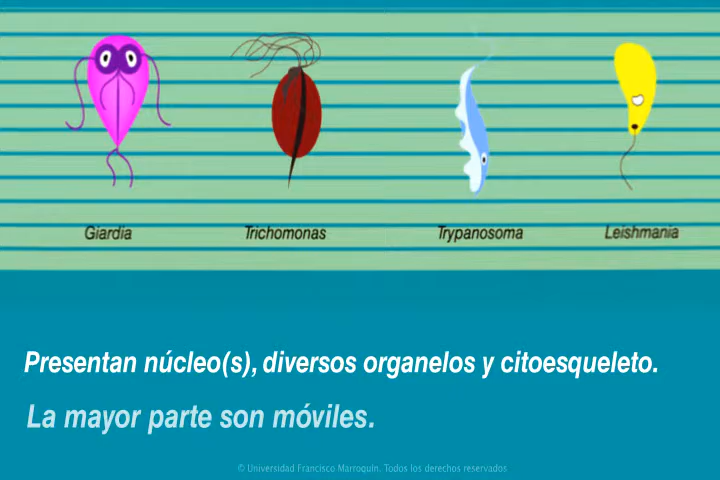 Giardia Trichomonas Trypanosoma Leishmania
Presentan núcleo(s), diversos organelos y citoesqueleto.
La mayor parte son móviles.
© Universidad Francisco Marroquín. Todos los derechos reservados